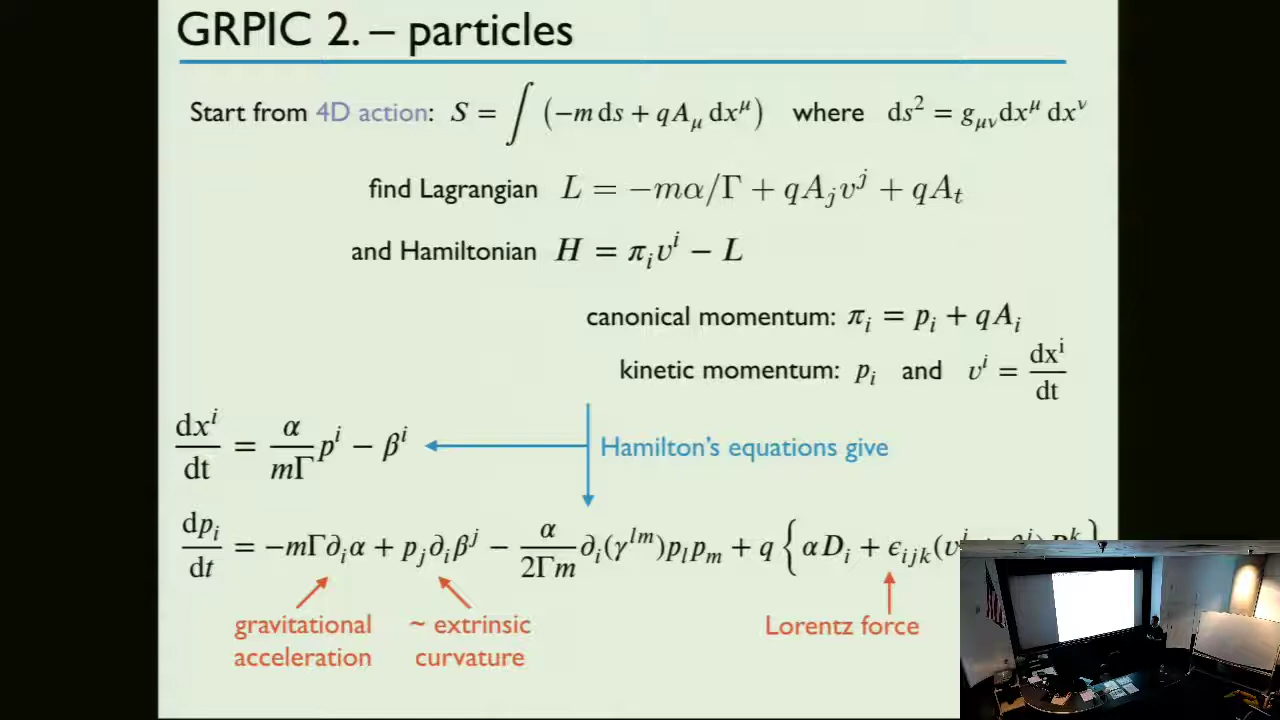 GRPIC 2. – particles
Start from 4D action: S = ∫ (−m ds + qA_μ dx^μ) where ds² = g_μν dx^μ dx^ν
find Lagrangian L = −mα/Γ + qA_j v^j + qA_t
and Hamiltonian H = π_i v^i − L
canonical momentum: π_i = p_i + qA_i
kinetic momentum: p_i and v^i = dx^i/dt
dx^i/dt = α/(mΓ) p^i − β^i
Hamilton's equations give
dp_i/dt = −mΓ∂_iα + p_j∂_iβ^j − α/(2Γm) ∂_i(γ^lm)p_l p_m + q { αD_i + ϵ_ijk(v
gravitational acceleration
~ extrinsic curvature
Lorentz force